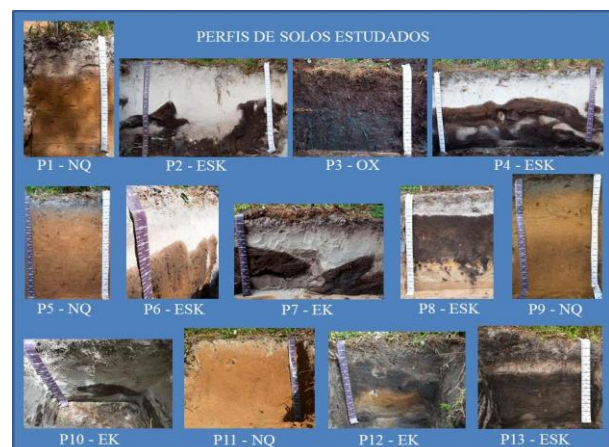 PERFIS DE SOLOS ESTUDADOS
P1 - NQ
P2 - ESK
P3 - OX
P4 - ESK
P5 - NQ
P6 - ESK
P7 - EK
P8 - ESK
P9 - NQ
P10 - EK
P11 - NQ
P12 - EK
P13 - ESK